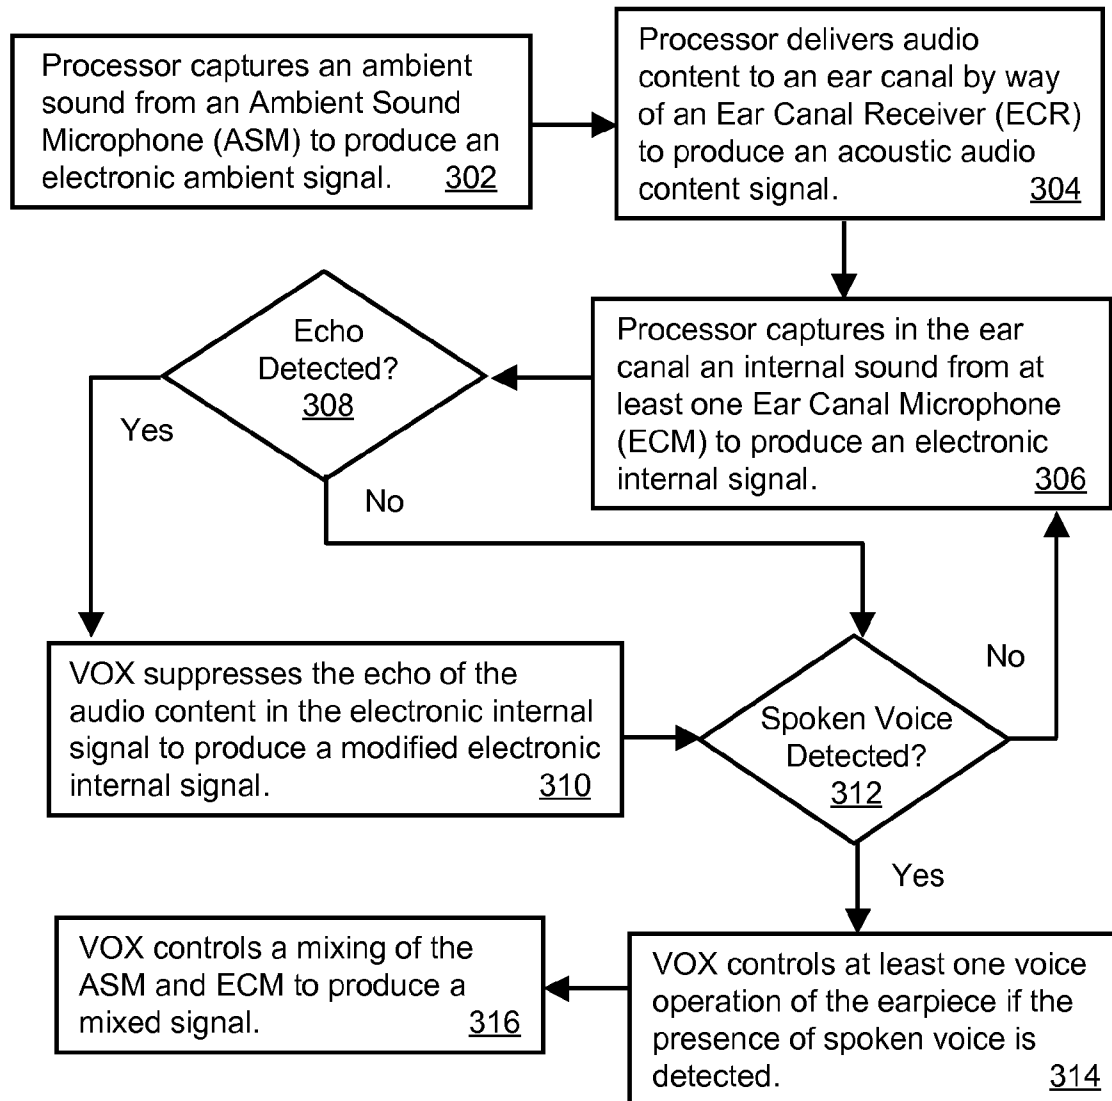 Processor captures an ambient
sound from an Ambient Sound
Microphone (ASM) to produce an
electronic ambient signal. 302
Processor delivers audio
content to an ear canal by way
of an Ear Canal Receiver (ECR)
to produce an acoustic audio
content signal. 304
Processor captures in the ear
canal an internal sound from at
least one Ear Canal Microphone
(ECM) to produce an electronic
internal signal. 306
Echo
Detected?
308
Yes
No
VOX suppresses the echo of the
audio content in the electronic internal
signal to produce a modified electronic
internal signal. 310
Spoken Voice
Detected?
312
No
Yes
VOX controls at least one voice
operation of the earpiece if the
presence of spoken voice is
detected. 314
VOX controls a mixing of the
ASM and ECM to produce a
mixed signal. 316